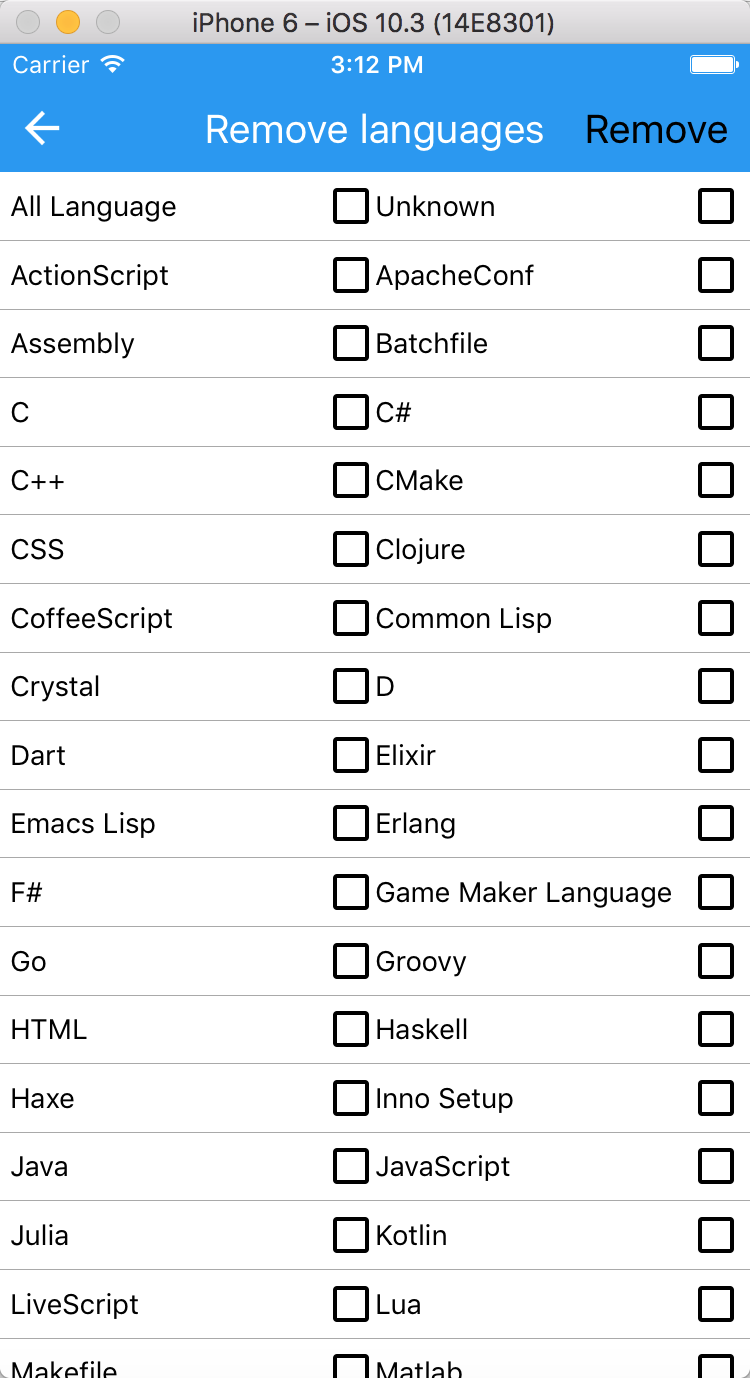 iPhone 6 – iOS 10.3 (14E8301)
Carrier 3:12 PM
Remove languages Remove
All Language Unknown
ActionScript ApacheConf
Assembly Batchfile
C C#
C++ CMake
CSS Clojure
CoffeeScript Common Lisp
Crystal D
Dart Elixir
Emacs Lisp Erlang
F# Game Maker Language
Go Groovy
HTML Haskell
Haxe Inno Setup
Java JavaScript
Julia Kotlin
LiveScript Lua
Makefile Matlab